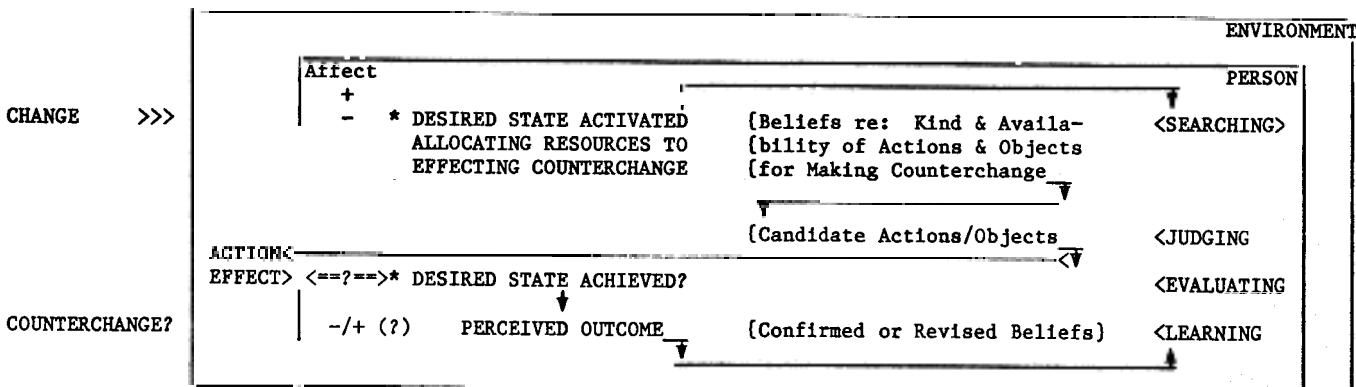 ENVIRONMENT
Affect PERSON
+
CHANGE >>> - * DESIRED STATE ACTIVATED {Beliefs re: Kind & Availa- <SEARCHING>
ALLOCATING RESOURCES TO {bility of Actions & Objects
EFFECTING COUNTERCHANGE {for Making Counterchange
{Candidate Actions/Objects <JUDGING
ACTION<
EFFECT> <==?==>* DESIRED STATE ACHIEVED? <EVALUATING
COUNTERCHANGE? -/+ (?) PERCEIVED OUTCOME {Confirmed or Revised Beliefs} <LEARNING